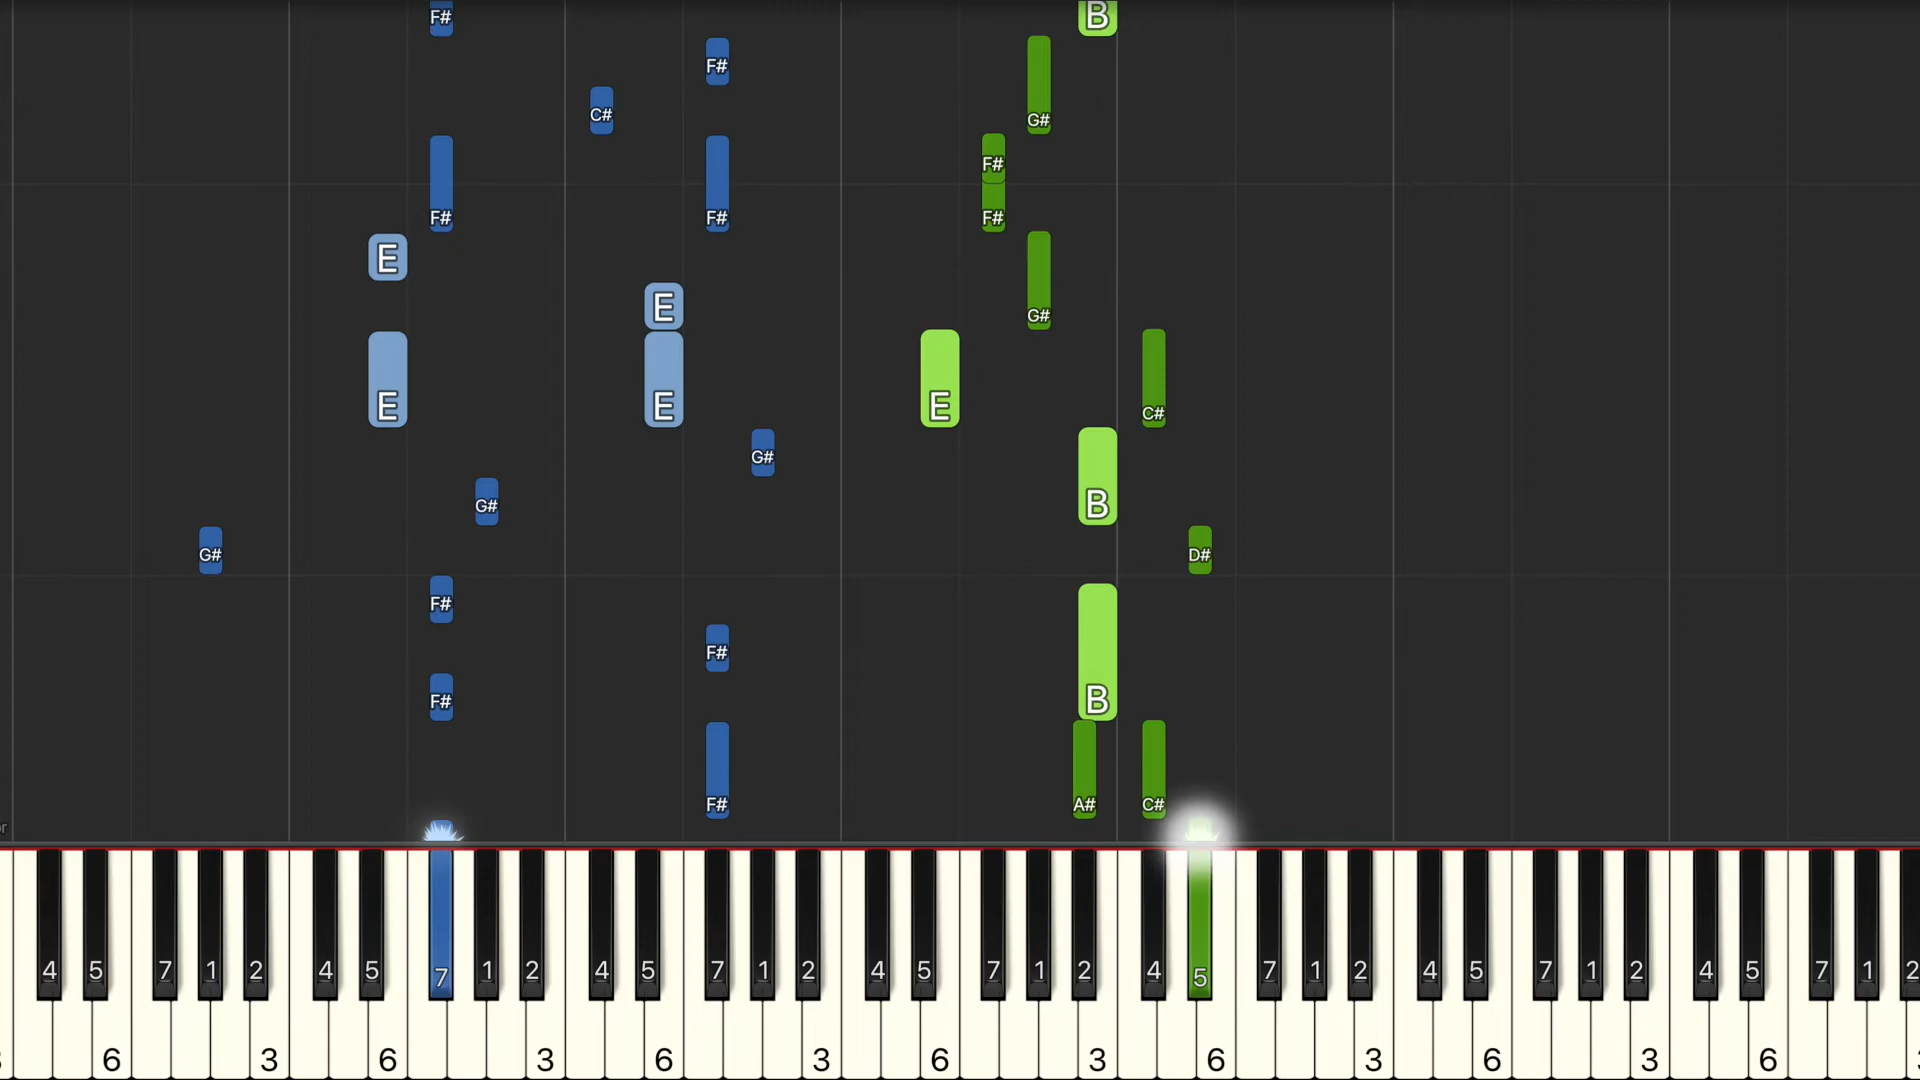 F# B
F#
C# G#
F#
F# F# F#
E
E G#
E E E C#
G#
G# B
G# D#
F#
F#
F# B
F# A# C#
or
4 5 7 1 2 4 5 7 1 2 4 5 7 1 2 4 5 7 1 2 4 5 7 1 2 4 5 7 1 2 4 5 7 1 2
6 3 6 3 6 3 6 3 6 3 6 3 6